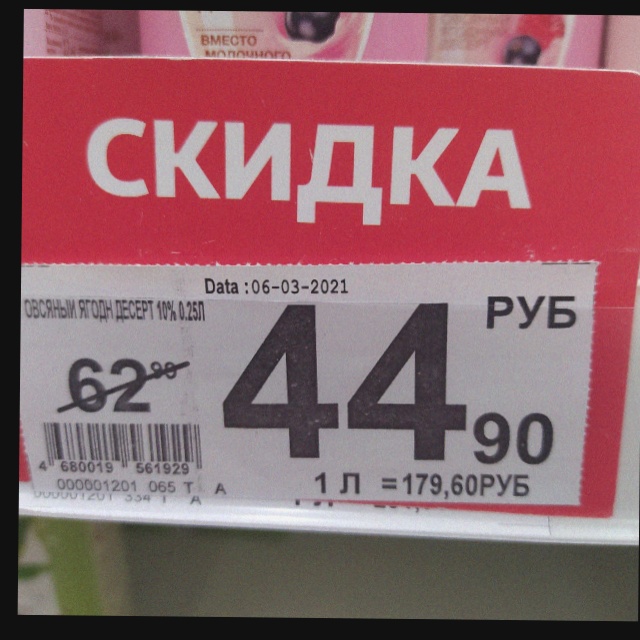 ВМЕСТО
МОЛОЧНОГО
СКИДКА
Data :06-03-2021
ОВСЯНЫЙ ЯГОДН ДЕСЕРТ 10% 0.25Л
РУБ
62 90
44 90
4 680019 561929
1 Л =179,60РУБ
000001201 065 Т А
000001201 334 Т А